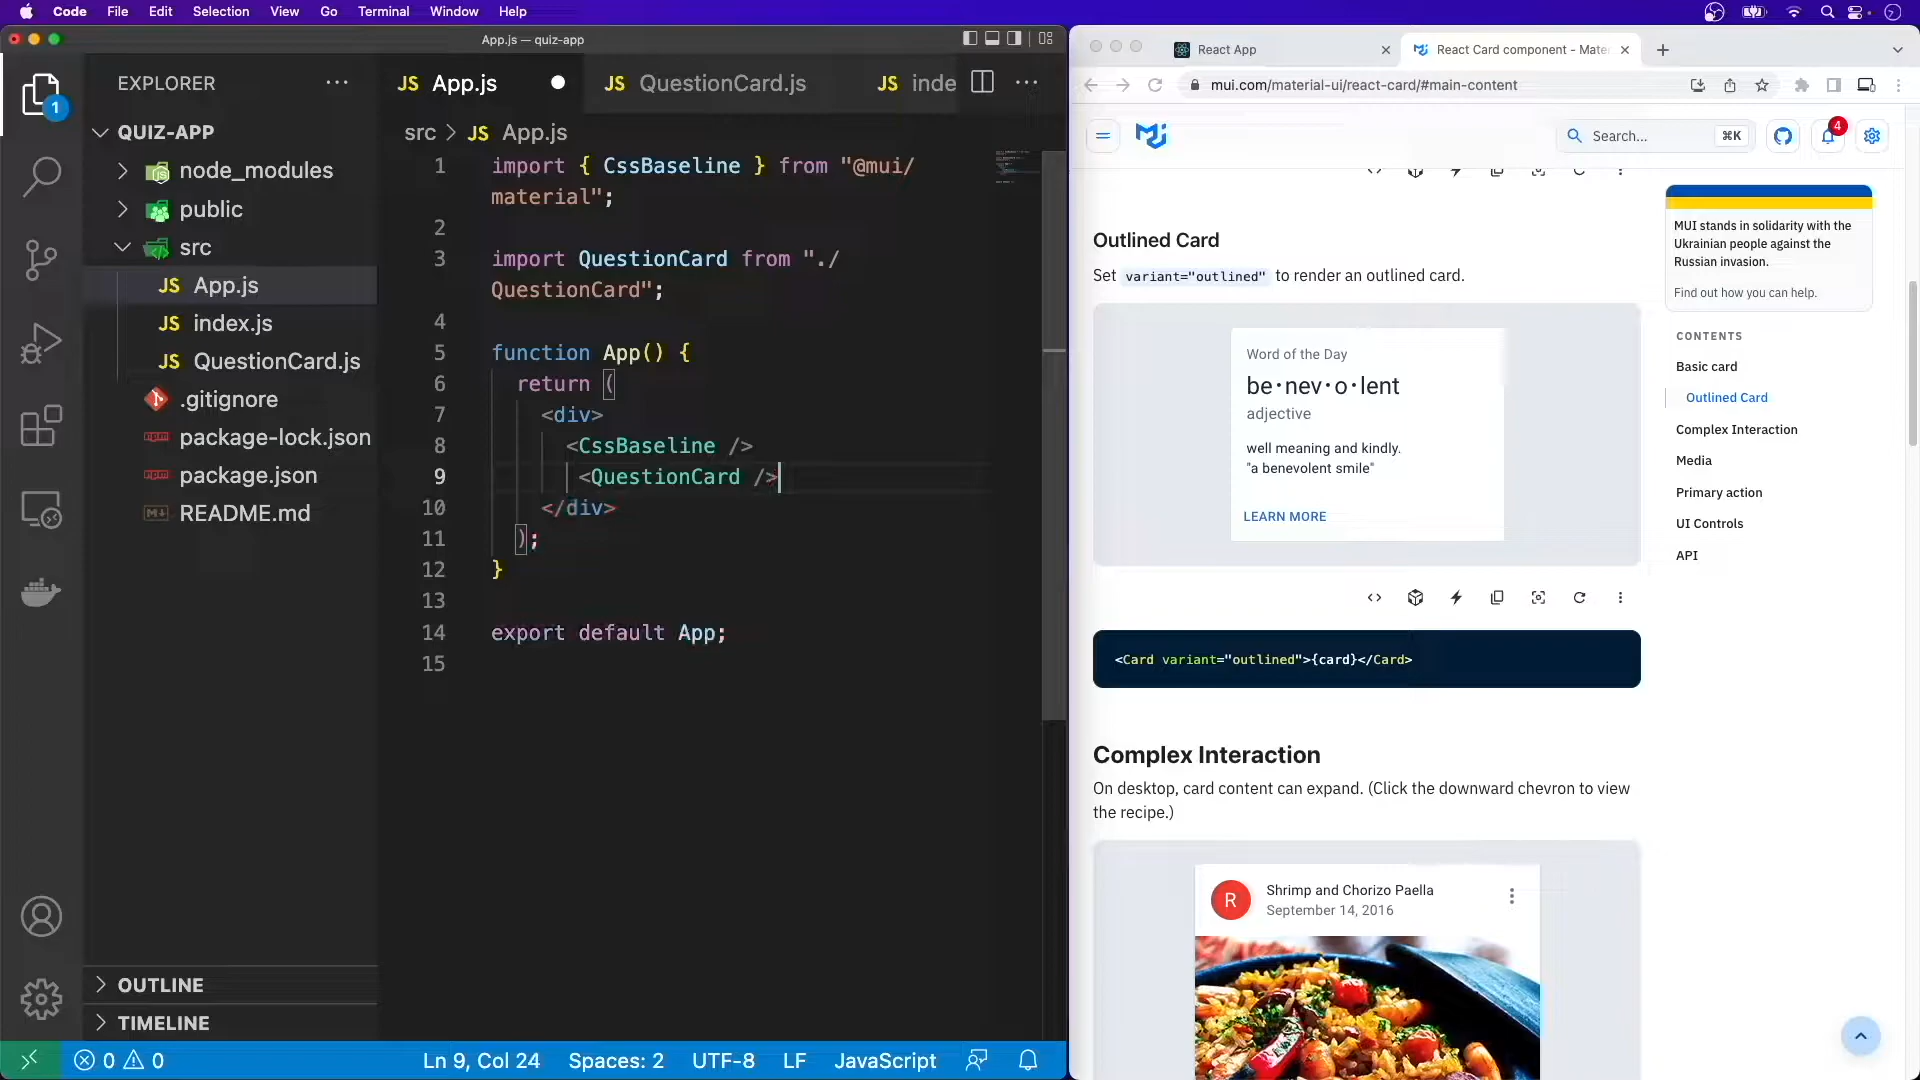 Code File Edit Selection View Go Terminal Window Help
App.js — quiz-app
EXPLORER
1
QUIZ-APP
node_modules
public
src
JS App.js
JS index.js
JS QuestionCard.js
.gitignore
package-lock.json
package.json
README.md
OUTLINE
TIMELINE
JS App.js
JS QuestionCard.js
JS inde
src > JS App.js
1 import { CssBaseline } from "@mui/
material";
2
3 import QuestionCard from "./
QuestionCard";
4
5 function App() {
6 return (
7 <div>
8 <CssBaseline />
9 <QuestionCard />
10 </div>
11 );
12 }
13
14 export default App;
15
0 0
Ln 9, Col 24 Spaces: 2 UTF-8 LF JavaScript
React App
React Card component - Mate
mui.com/material-ui/react-card/#main-content
Search... ⌘K
4
Outlined Card
Set variant="outlined" to render an outlined card.
Word of the Day
be•nev•o•lent
adjective
well meaning and kindly.
"a benevolent smile"
LEARN MORE
<Card variant="outlined">{card}</Card>
Complex Interaction
On desktop, card content can expand. (Click the downward chevron to view
the recipe.)
R
Shrimp and Chorizo Paella
September 14, 2016
MUI stands in solidarity with the
Ukrainian people against the
Russian invasion.
Find out how you can help.
CONTENTS
Basic card
Outlined Card
Complex Interaction
Media
Primary action
UI Controls
API